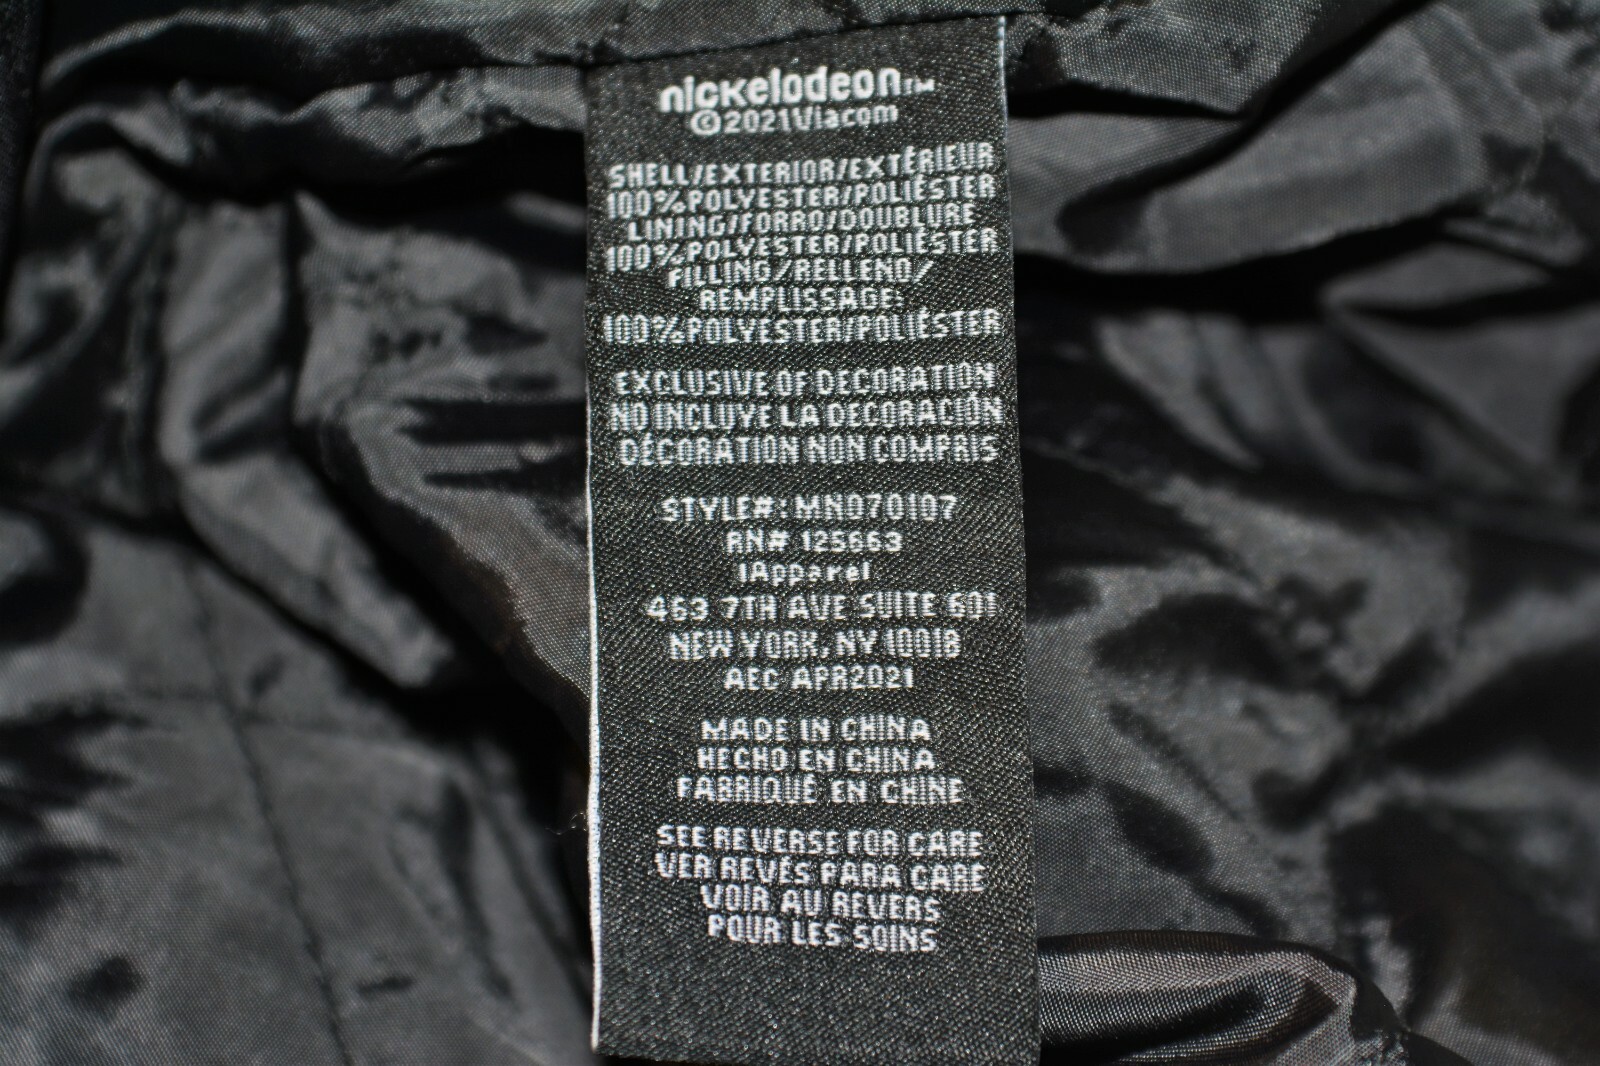 nickelodeon™
©2021Viacom
SHELL/EXTERIOR/EXTÉRIEUR
100%POLYESTER/POLIÉSTER
LINING/FORRO/DOUBLURE
100%POLYESTER/POLIÉSTER
FILLING/RELLENO/
REMPLISSAGE:
100%POLYESTER/POLIÉSTER
EXCLUSIVE OF DECORATION
NO INCLUYE LA DECORACIÓN
DÉCORATION NON COMPRIS
STYLE#: MN070107
RN# 125663
IApparel
463 7TH AVE SUITE 601
NEW YORK, NY 10018
AEC APR2021
MADE IN CHINA
HECHO EN CHINA
FABRIQUÉ EN CHINE
SEE REVERSE FOR CARE
VER REVÉS PARA CARE
VOIR AU REVERS
POUR LES SOINS